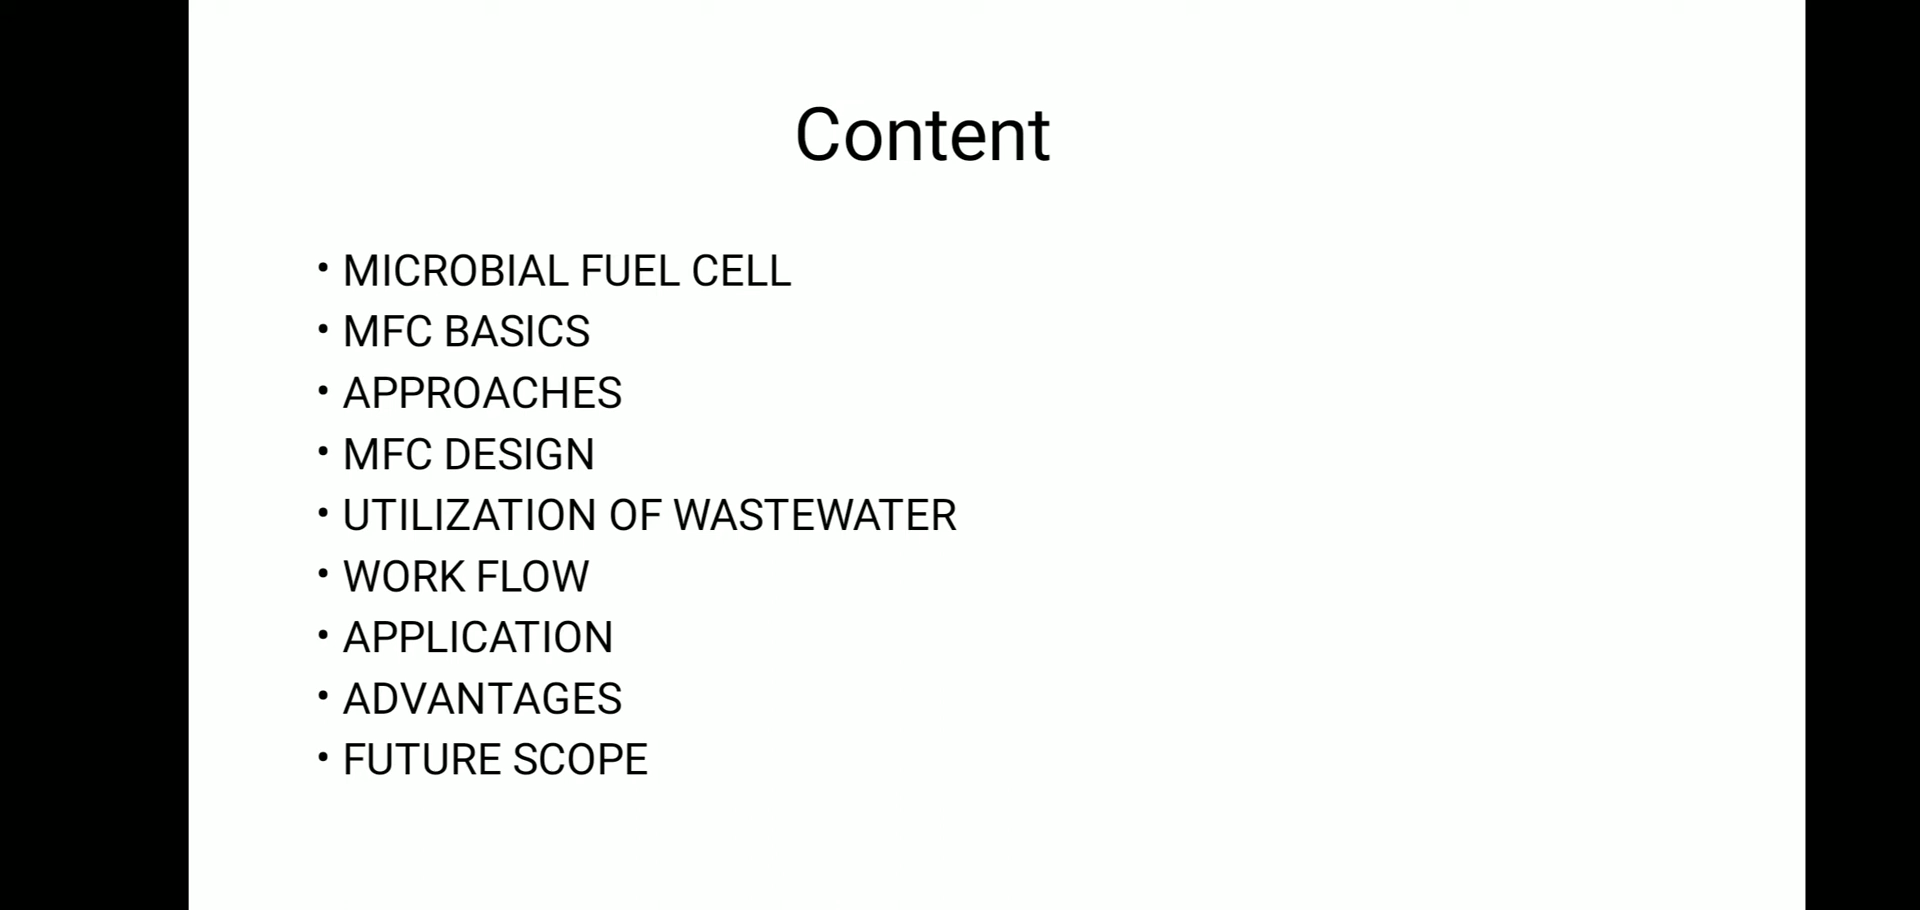 Content
• MICROBIAL FUEL CELL
• MFC BASICS
• APPROACHES
• MFC DESIGN
• UTILIZATION OF WASTEWATER
• WORK FLOW
• APPLICATION
• ADVANTAGES
• FUTURE SCOPE